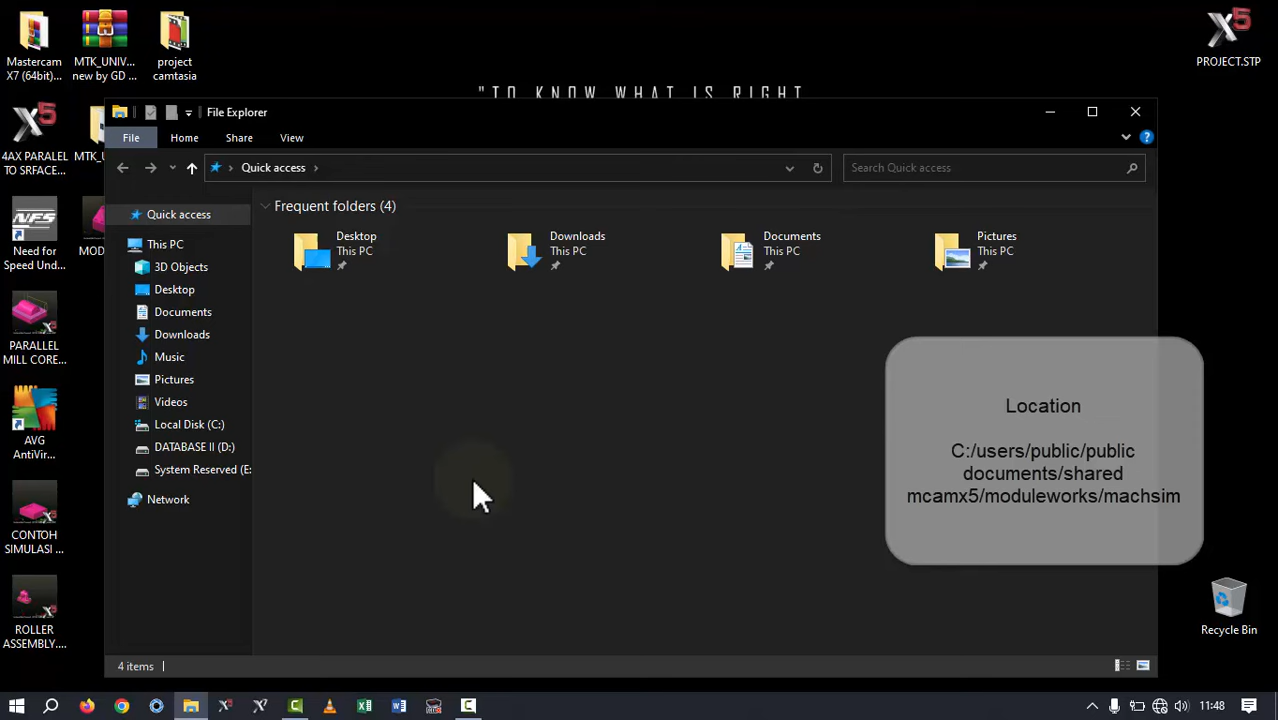 Mastercam
X7 (64bit)...
MTK_UNIV...
new by GD ...
project
camtasia
PROJECT.STP
"TO KNOW WHAT IS RIGHT
File Explorer
File
Home
Share
View
Quick access
Search Quick access
4AX PARALEL
TO SRFACE...
MTK_U
Need for
Speed Und...
MOD
PARALLEL
MILL CORE...
AVG
AntiVir...
CONTOH
SIMULASI ...
ROLLER
ASSEMBLY....
Quick access
This PC
3D Objects
Desktop
Documents
Downloads
Music
Pictures
Videos
Local Disk (C:)
DATABASE II (D:)
System Reserved (E:
Network
Frequent folders (4)
Desktop
This PC
Downloads
This PC
Documents
This PC
Pictures
This PC
Location
C:/users/public/public
documents/shared
mcamx5/moduleworks/machsim
Recycle Bin
4 items
11:48